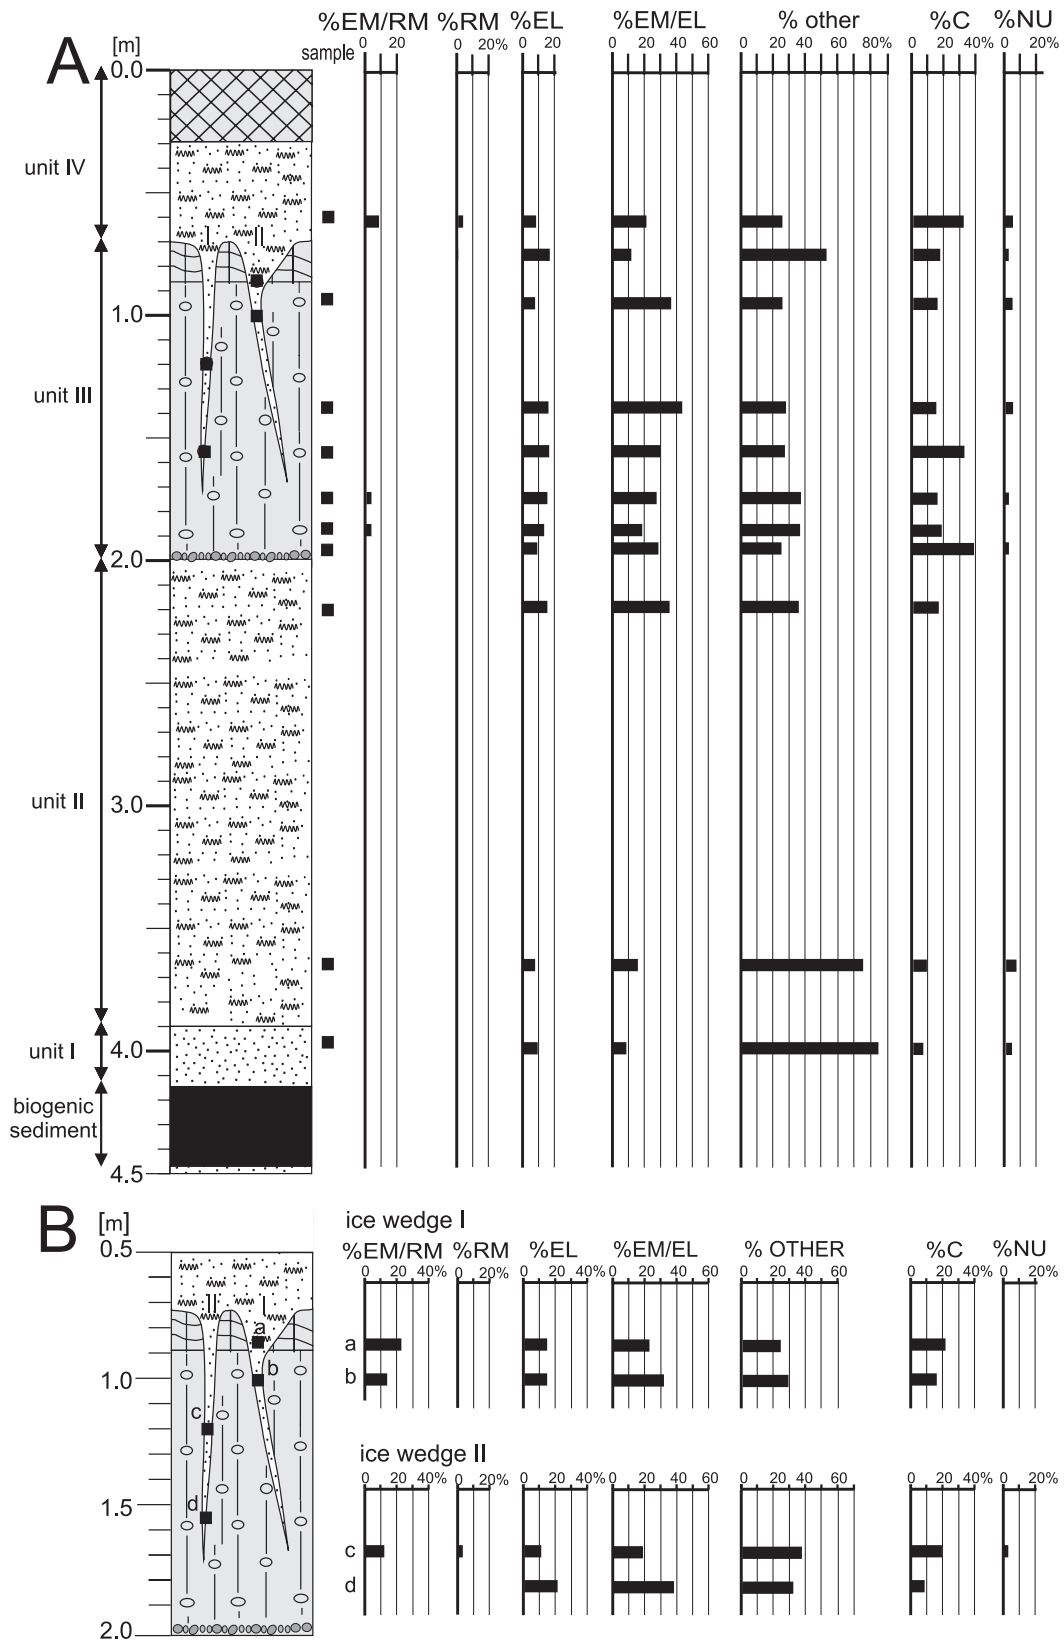 A
[m]
sample
%EM/RM %RM %EL %EM/EL % other %C %NU
0 20 0 20% 0 20 0 20 40 60 0 20 40 60 80% 0 20 40% 0 20%
0.0
unit IV
I II
1.0
unit III
2.0
unit II
3.0
unit I
4.0
biogenic
sediment
4.5
B
[m]
ice wedge I
%EM/RM %RM %EL %EM/EL % OTHER %C %NU
0 20 40% 0 20% 0 20 40% 0 20 40 60 0 20 40 60% 0 20 40% 0 20%
0.5
II I
a
b
a
b
1.0
c
d
1.5
2.0
ice wedge II
0 20 40% 0 20% 0 20 40% 0 20 40 60 0 20 40 60% 0 20 40% 0 20%
c
d